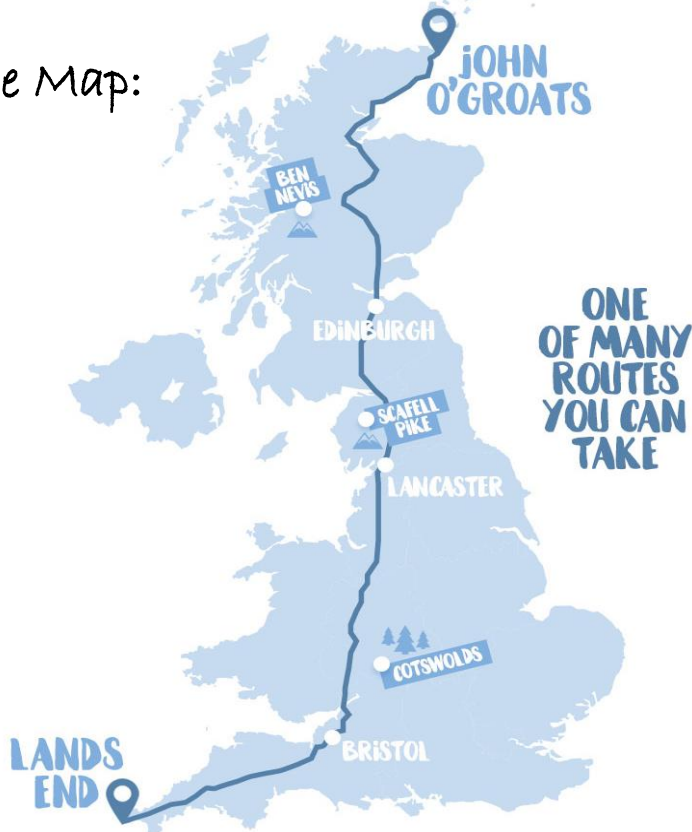 e Map:
JOHN
O'GROATS
BEN
NEVIS
EDINBURGH
ONE
OF MANY
ROUTES
YOU CAN
TAKE
SCAFELL
PIKE
LANCASTER
COTSWOLDS
BRISTOL
LANDS
END